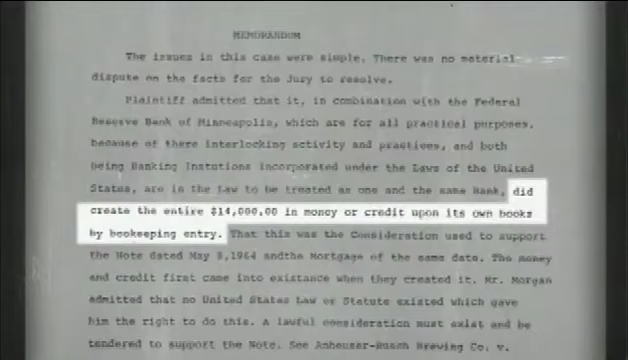 MEMORANDUM
The issues in this case were simple. There was no material
dispute on the facts for the Jury to resolve.
Plaintiff admitted that it, in combination with the Federal
Reserve Bank of Minneapolis, which are for all practical purposes,
because of there interlocking activity and practices, and both
being Banking Instutions incorporated under the Laws of the United
States, are in the Law to be treated as one and the same Bank, did
create the entire $14,000.00 in money or credit upon its own books
by bookeeping entry. That this was the Consideration used to support
the Note dated May 8,1964 andthe Mortgage of the same date. The money
and credit first came into existance when they created it. Mr. Morgan
admitted that no United States Law or Statute existed which gave
him the right to do this. A lawful consideration must exist and be
tendered to support the Note. See Anheuser-Busch Brewing Co. v.